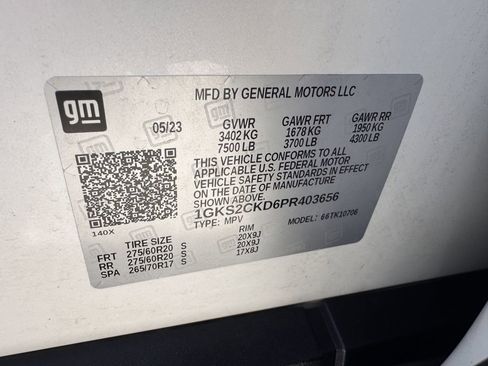 gm
MFD BY GENERAL MOTORS LLC
05/23 GVWR GAWR FRT GAWR RR
3402 KG 1678 KG 1950 KG
7500 LB 3700 LB 4300 LB
THIS VEHICLE CONFORMS TO ALL
APPLICABLE U.S. FEDERAL MOTOR
VEHICLE SAFETY STANDARDS IN EFFECT
ON THE DATE OF MANUFACTURE
SHOWN ABOVE.
1GKS2CKD6PR403656
TYPE: MPV MODEL: 66TK10706
140X
TIRE SIZE RIM
FRT 275/60R20 S 20X9J
RR 275/60R20 S 20X9J
SPA 265/70R17 S 17X8J